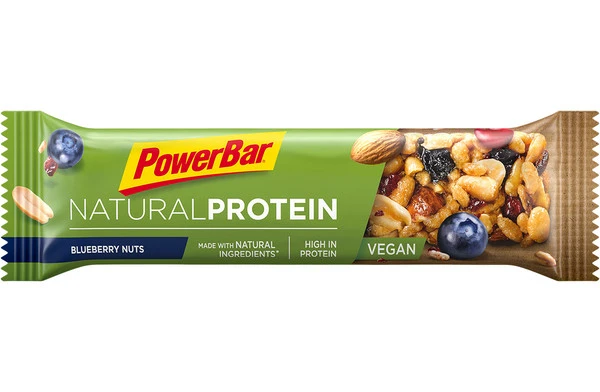 PowerBar
NATURALPROTEIN
BLUEBERRY NUTS
MADE WITH NATURAL
INGREDIENTS*
HIGH IN
PROTEIN
VEGAN